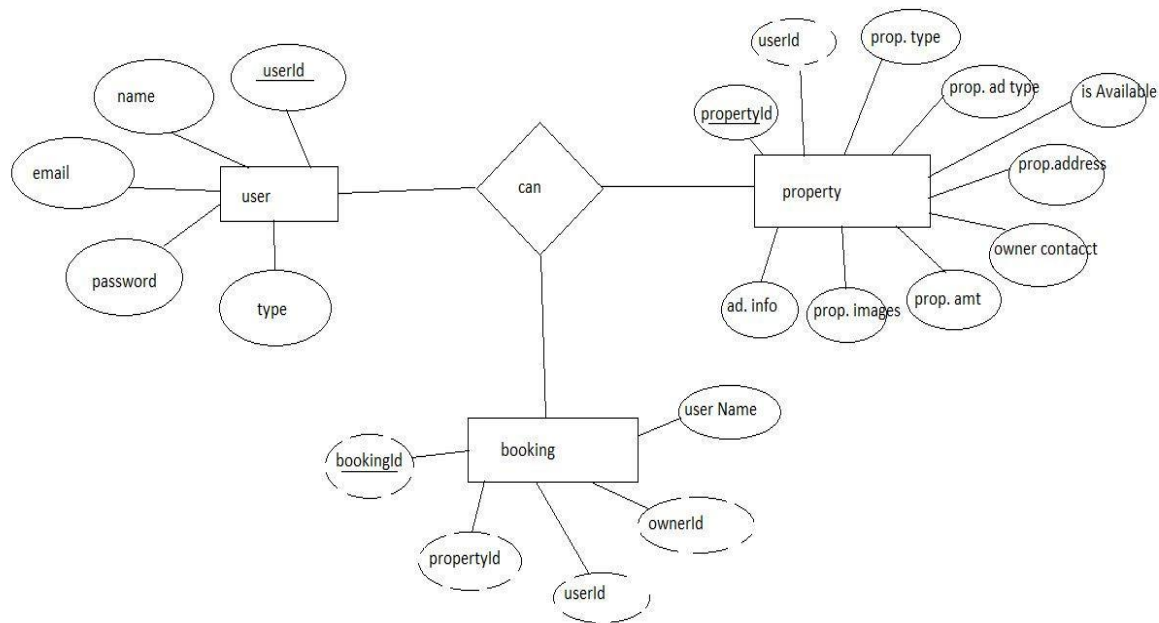 userId
name
email
user
password
type
can
userId
prop. type
prop. ad type
is Available
propertyId
prop.address
property
owner contacct
ad. info
prop. images
prop. amt
user Name
booking
bookingId
ownerId
propertyId
userId